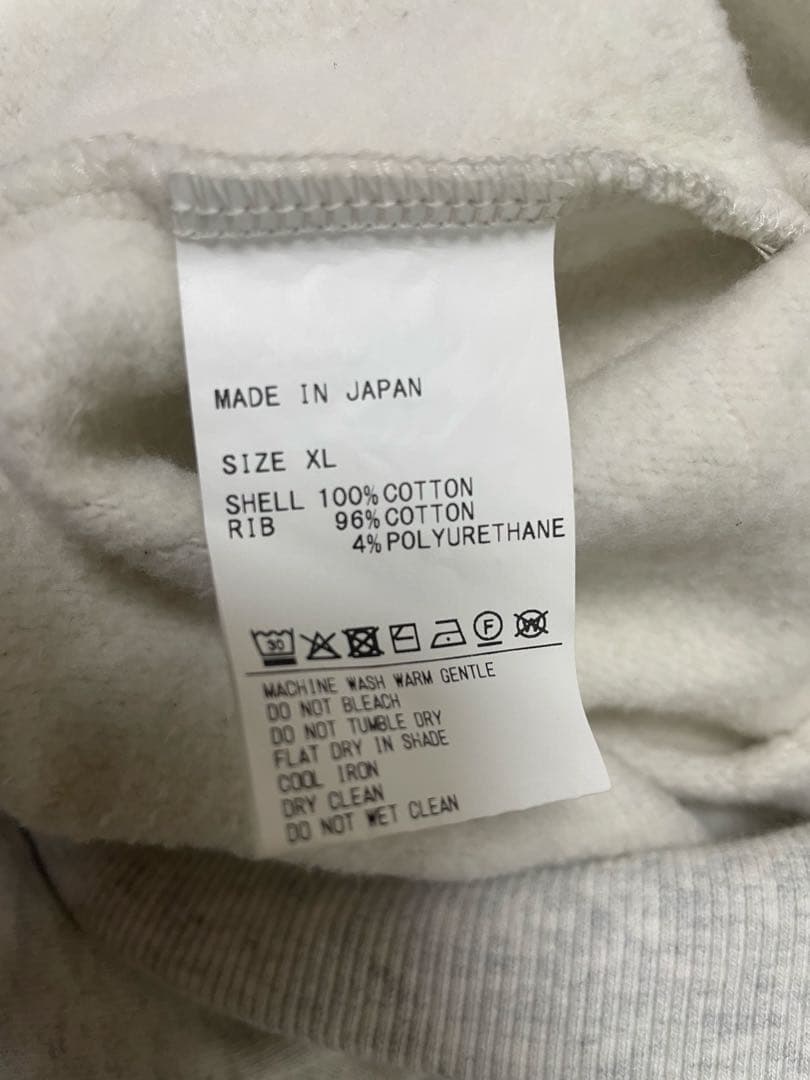 MADE IN JAPAN
SIZE XL
SHELL 100% COTTON
RIB 96% COTTON
4% POLYURETHANE
30 F W
MACHINE WASH WARM GENTLE
DO NOT BLEACH
DO NOT TUMBLE DRY
FLAT DRY IN SHADE
COOL IRON
DRY CLEAN
DO NOT WET CLEAN